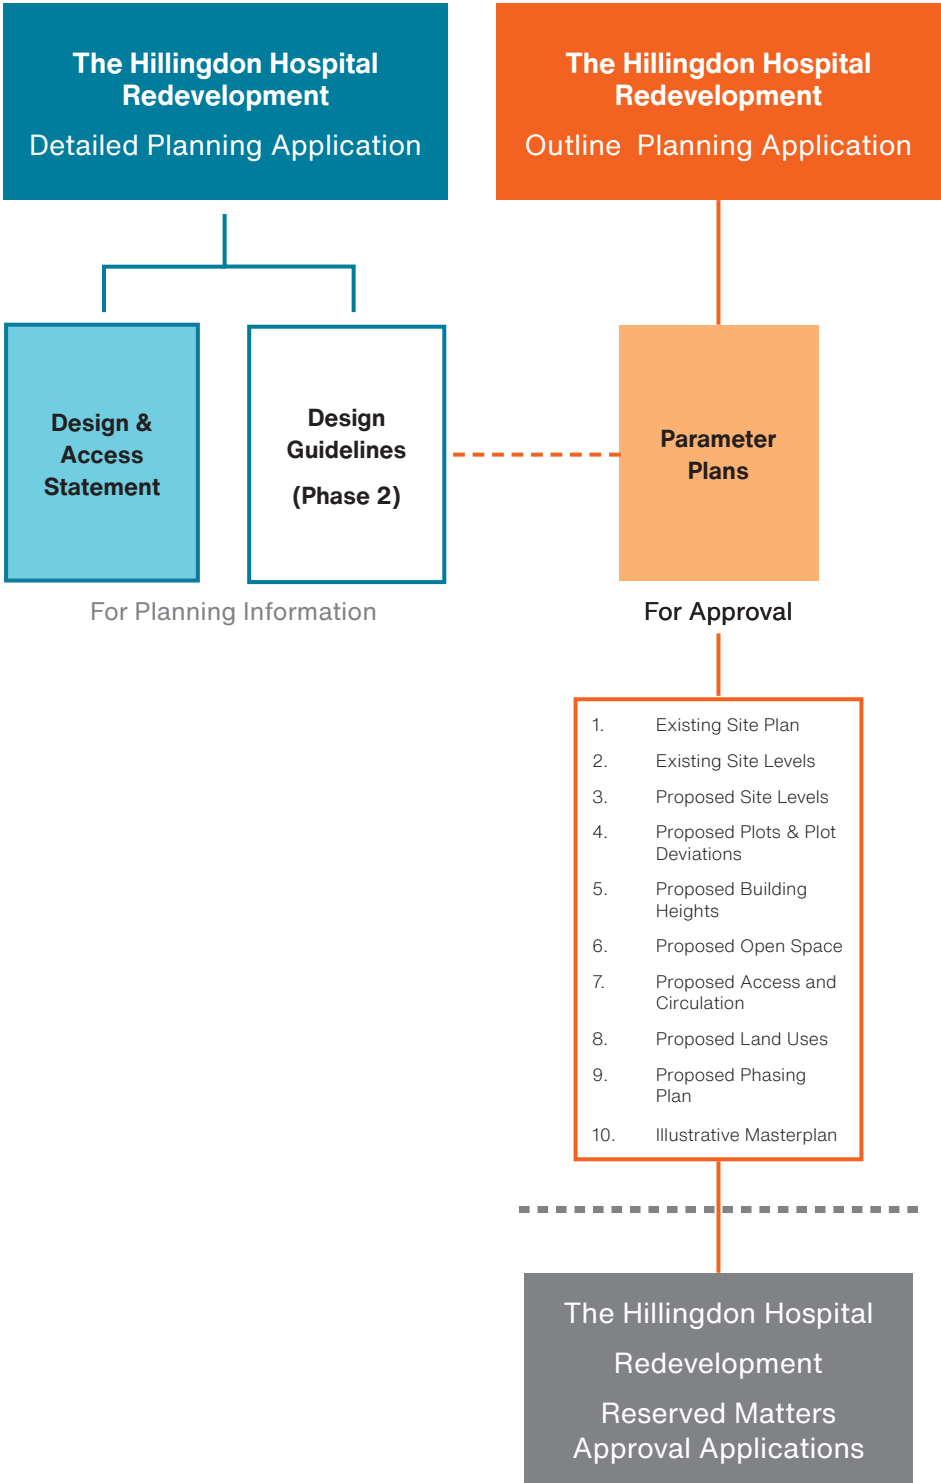 The Hillingdon Hospital
Redevelopment
Detailed Planning Application
The Hillingdon Hospital
Redevelopment
Outline Planning Application
Design &
Access
Statement
Design
Guidelines
(Phase 2)
Parameter
Plans
For Planning Information
For Approval
1. Existing Site Plan
2. Existing Site Levels
3. Proposed Site Levels
4. Proposed Plots & Plot
Deviations
5. Proposed Building
Heights
6. Proposed Open Space
7. Proposed Access and
Circulation
8. Proposed Land Uses
9. Proposed Phasing
Plan
10. Illustrative Masterplan
The Hillingdon Hospital
Redevelopment
Reserved Matters
Approval Applications